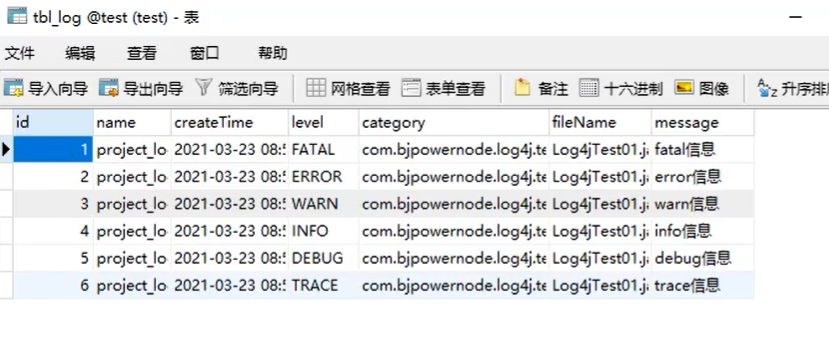 tbl_log @test (test) - 表
文件 编辑 查看 窗口 帮助
导入向导 导出向导 筛选向导 网格查看 表单查看 备注 十六进制 图像 升序排
id name createTime level category fileName message
1 project_lo 2021-03-23 08:5 FATAL com.bjpowernode.log4j.te Log4jTest01.ja fatal信息
2 project_lo 2021-03-23 08:5 ERROR com.bjpowernode.log4j.te Log4jTest01.ja error信息
3 project_lo 2021-03-23 08:5 WARN com.bjpowernode.log4j.te Log4jTest01.ja warn信息
4 project_lo 2021-03-23 08:5 INFO com.bjpowernode.log4j.te Log4jTest01.ja info信息
5 project_lo 2021-03-23 08:5 DEBUG com.bjpowernode.log4j.te Log4jTest01.ja debug信息
6 project_lo 2021-03-23 08:5 TRACE com.bjpowernode.log4j.te Log4jTest01.ja trace信息